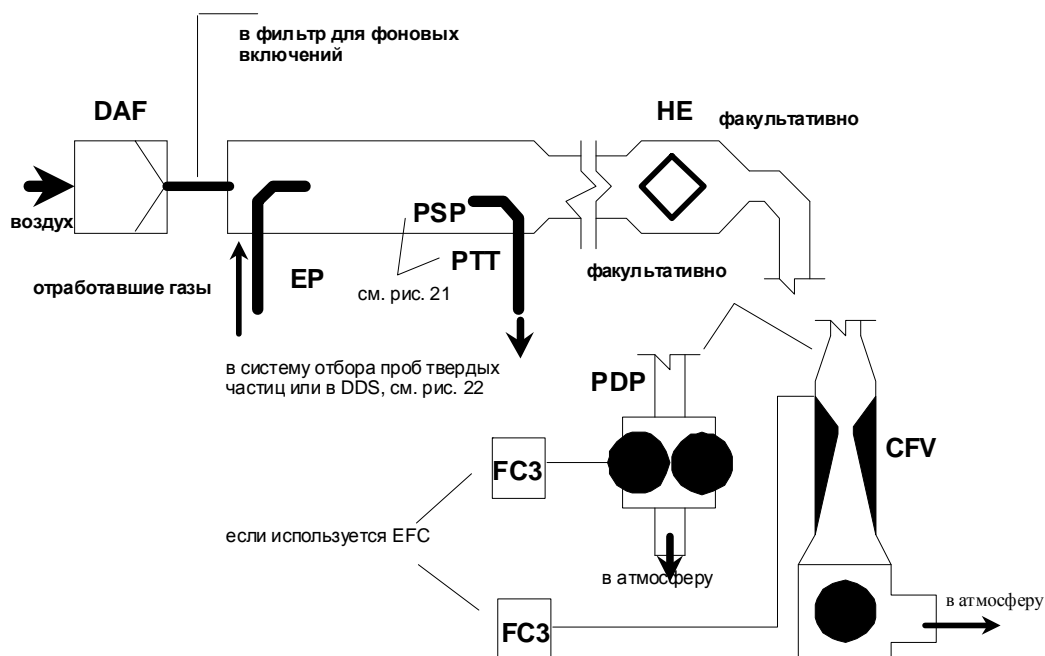 в фильтр для фоновых
включений
DAF
HE
факультативно
воздух
PSP
PTT
EP
см. рис. 21
факультативно
отработавшие газы
в систему отбора проб твердых
частиц или в DDS, см. рис. 22
PDP
CFV
FC3
если используется EFC
в атмосферу
в атмосферу
FC3